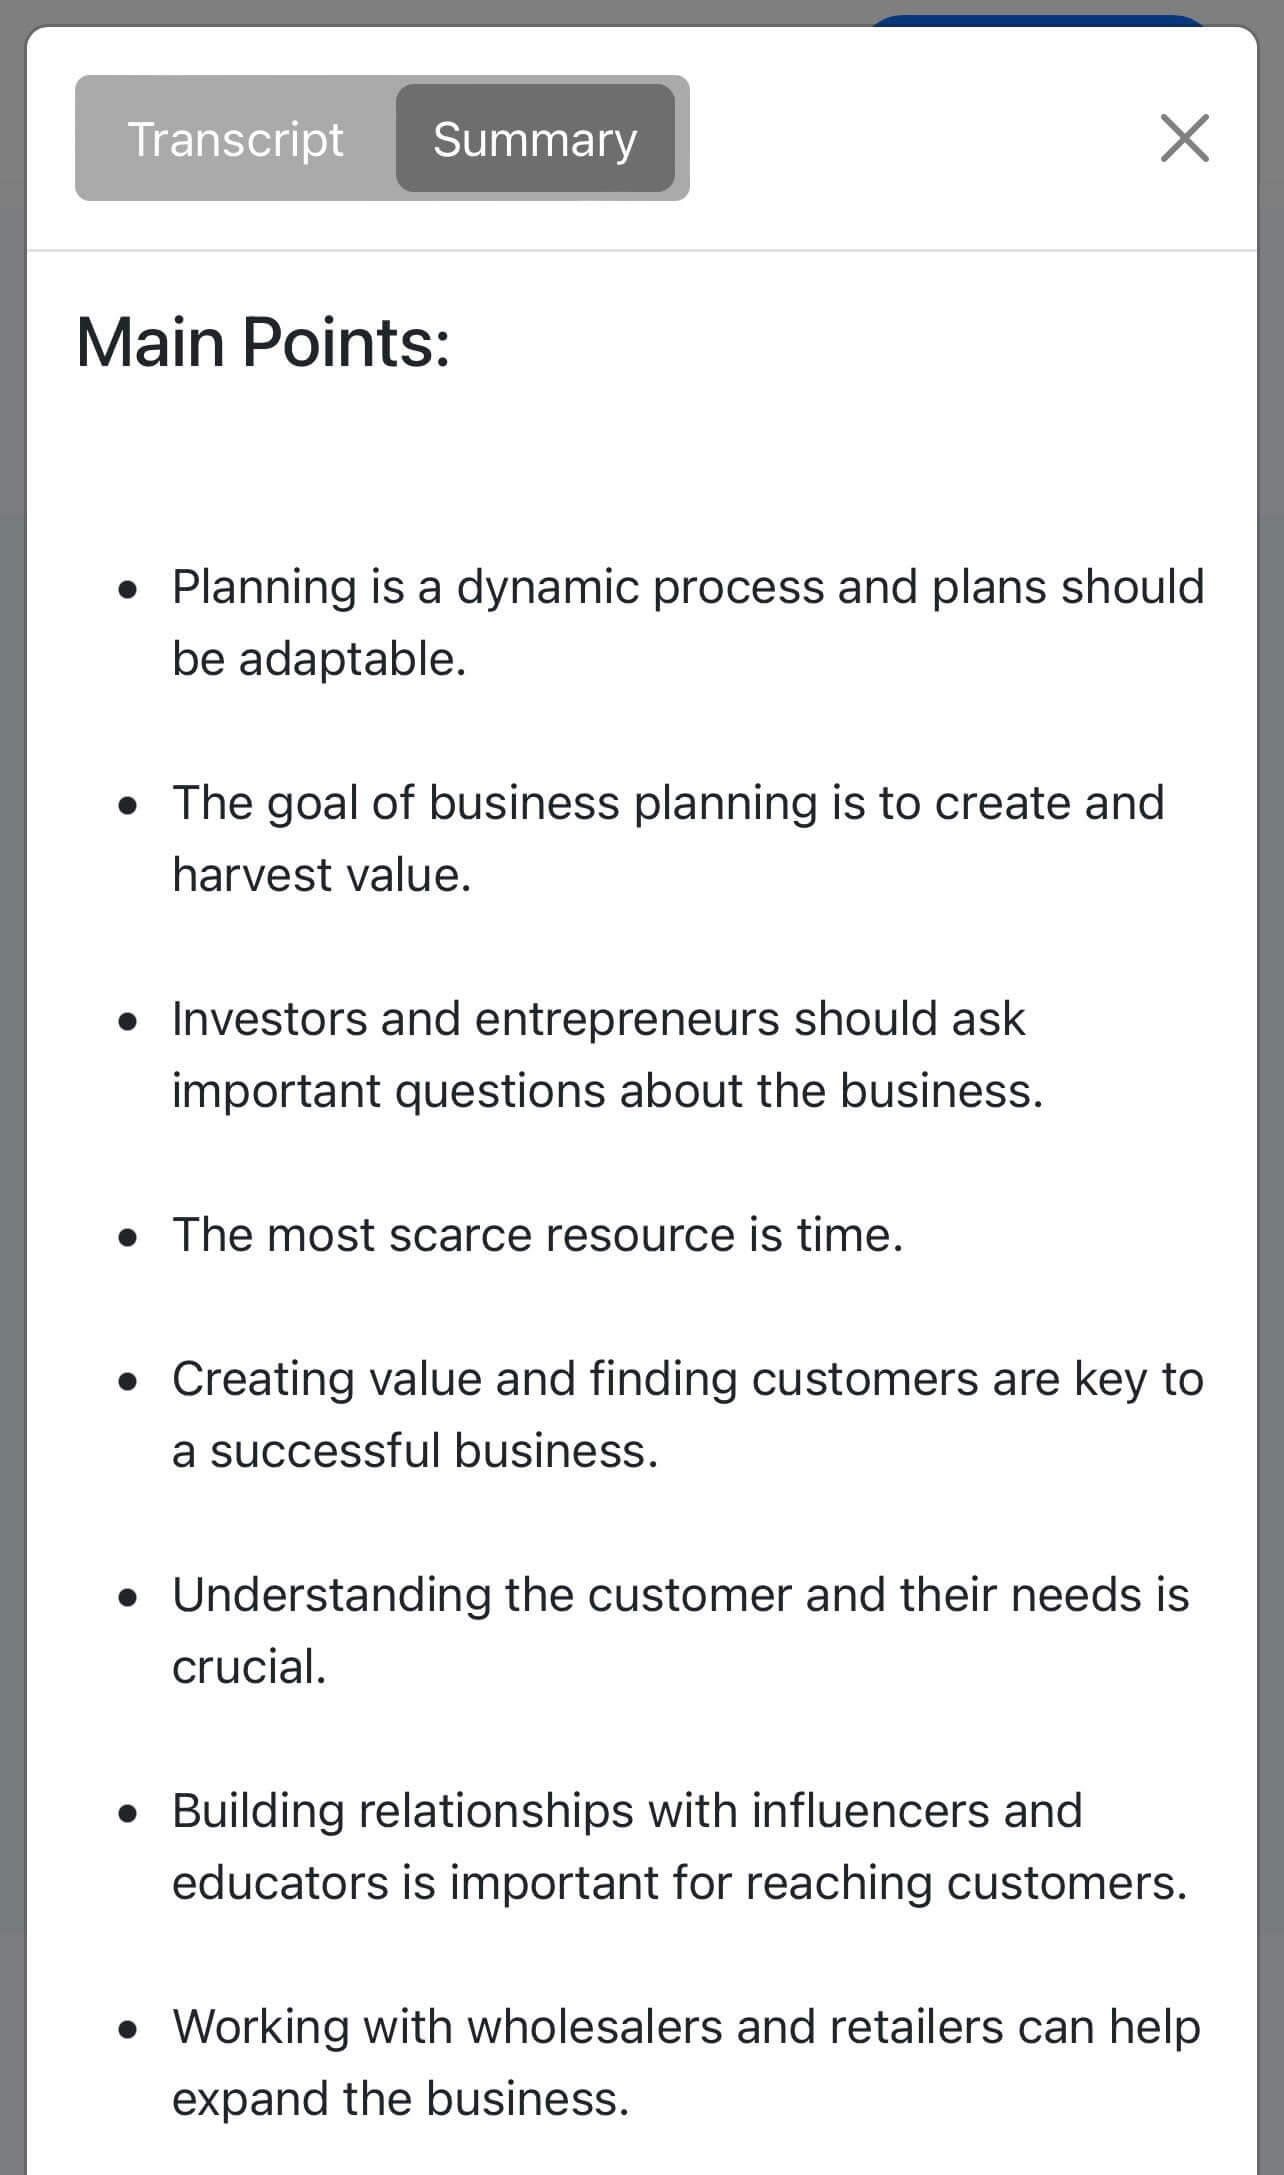 Transcript Summary
Main Points:
• Planning is a dynamic process and plans should
be adaptable.
• The goal of business planning is to create and
harvest value.
• Investors and entrepreneurs should ask
important questions about the business.
• The most scarce resource is time.
• Creating value and finding customers are key to
a successful business.
• Understanding the customer and their needs is
crucial.
• Building relationships with influencers and
educators is important for reaching customers.
• Working with wholesalers and retailers can help
expand the business.